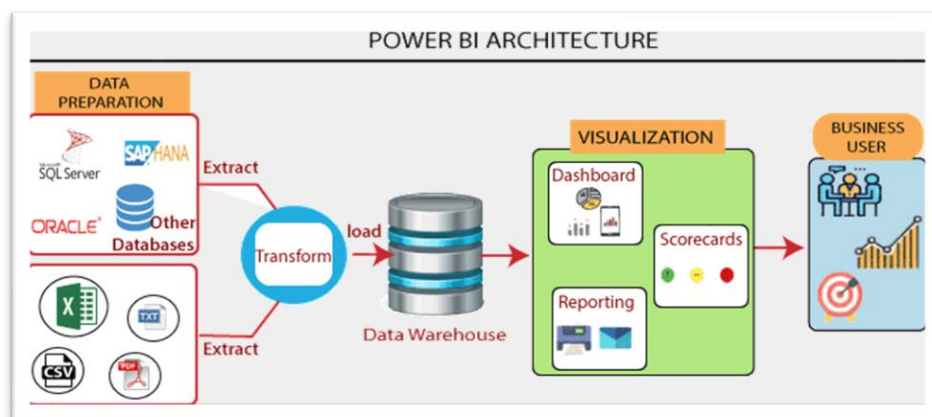 POWER BI ARCHITECTURE
DATA
PREPARATION
Microsoft
SQL Server
SAP HANA
ORACLE
Other
Databases
Extract
Transform
load
Data Warehouse
X
TXT
CSV
PDF
Extract
VISUALIZATION
Dashboard
Scorecards
Reporting
BUSINESS
USER